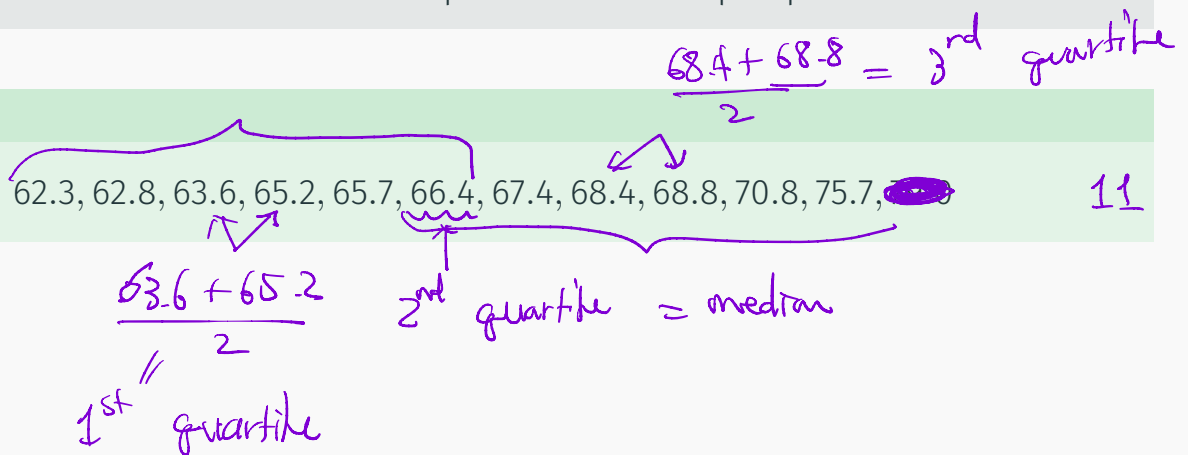 68.4 + 68.8 = 3rd quartile
2
62.3, 62.8, 63.6, 65.2, 65.7, 66.4, 67.4, 68.4, 68.8, 70.8, 75.7, 11
63.6 + 65.2
2
2nd quartile = median
1st quartile